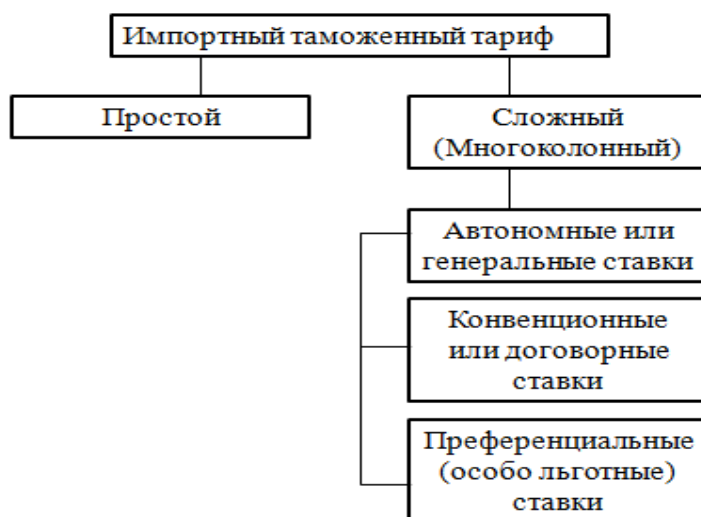 Импортный таможенный тариф
Простой
Сложный
(Многоколонный)
Автономные или
генеральные ставки
Конвенционные
или договорные
ставки
Преференциальные
(особо льготные)
ставки